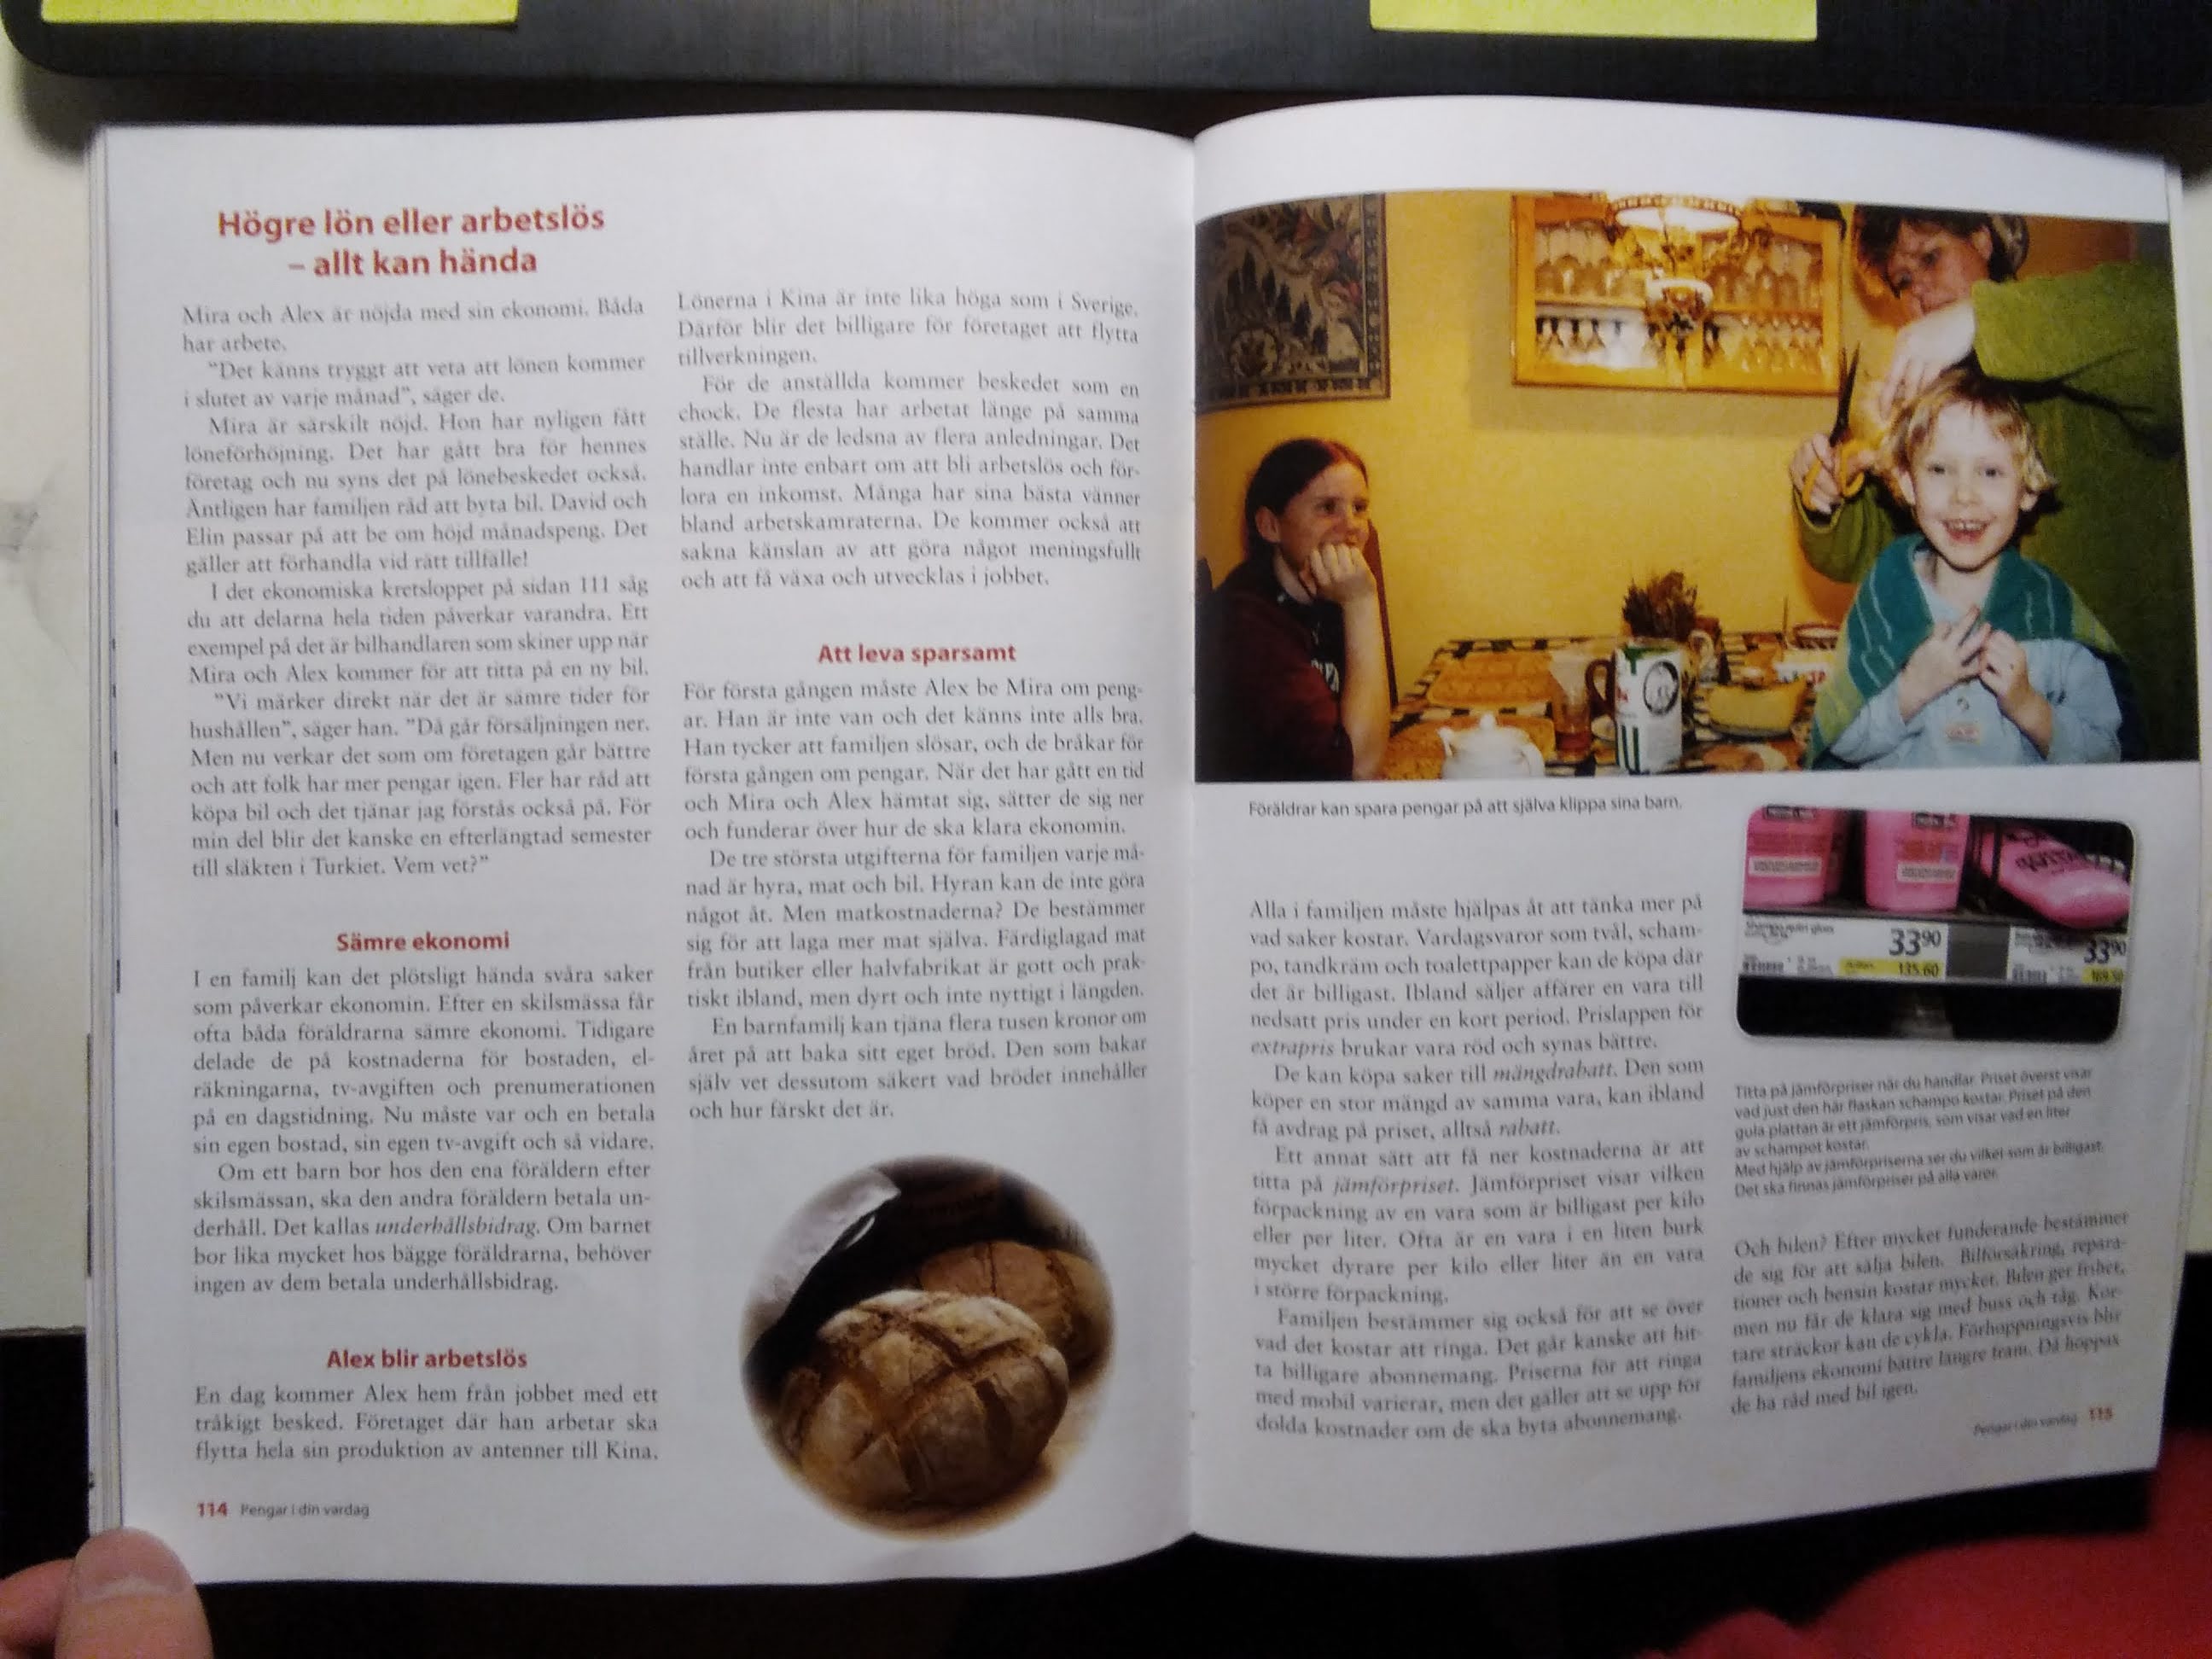 Högre lön eller arbetslös
– allt kan hända
Mira och Alex är nöjda med sin ekonomi. Båda
har arbete.
"Det känns tryggt att veta att lönen kommer
i slutet av varje månad", säger de.
Mira är särskilt nöjd. Hon har nyligen fått
löneförhöjning. Det har gått bra för hennes
företag och nu syns det på lönebeskedet också.
Äntligen har familjen råd att byta bil. David och
Elin passar på att be om höjd månadspeng. Det
gäller att förhandla vid rätt tillfälle!
I det ekonomiska kretsloppet på sidan 111 såg
du att delarna hela tiden påverkar varandra. Ett
exempel på det är bilhandlaren som skiner upp när
Mira och Alex kommer för att titta på en ny bil.
"Vi märker direkt när det är sämre tider för
hushållen", säger han. "Då går försäljningen ner.
Men nu verkar det som om företagen går bättre
och att folk har mer pengar igen. Fler har råd att
köpa bil och det tjänar jag förstås också på. För
min del blir det kanske en efterlängtad semester
till släkten i Turkiet. Vem vet?"
Sämre ekonomi
I en familj kan det plötsligt hända svåra saker
som påverkar ekonomin. Efter en skilsmässa får
ofta båda föräldrarna sämre ekonomi. Tidigare
delade de på kostnaderna för bostaden, el-
räkningarna, tv-avgiften och prenumerationen
på en dagstidning. Nu måste var och en betala
sin egen bostad, sin egen tv-avgift och så vidare.
Om ett barn bor hos den ena föräldern efter
skilsmässan, ska den andra föräldern betala un-
derhåll. Det kallas underhållsbidrag. Om barnet
bor lika mycket hos bägge föräldrarna, behöver
ingen av dem betala underhållsbidrag.
Alex blir arbetslös
En dag kommer Alex hem från jobbet med ett
tråkigt besked. Företaget där han arbetar ska
flytta hela sin produktion av antenner till Kina.
114 Pengar i din vardag
Lönerna i Kina är inte lika höga som i Sverige.
Därför blir det billigare för företaget att flytta
tillverkningen.
För de anställda kommer beskedet som en
chock. De flesta har arbetat länge på samma
ställe. Nu är de ledsna av flera anledningar. Det
handlar inte enbart om att bli arbetslös och för-
lora en inkomst. Många har sina bästa vänner
bland arbetskamraterna. De kommer också att
sakna känslan av att göra något meningsfullt
och att få växa och utvecklas i jobbet.
Att leva sparsamt
För första gången måste Alex be Mira om peng-
ar. Han är inte van och det känns inte alls bra.
Han tycker att familjen slösar, och de bråkar för
första gången om pengar. När det har gått en tid
och Mira och Alex hämtat sig, sätter de sig ner
och funderar över hur de ska klara ekonomin.
De tre största utgifterna för familjen varje må-
nad är hyra, mat och bil. Hyran kan de inte göra
något åt. Men matkostnaderna? De bestämmer
sig för att laga mer mat själva. Färdiglagad mat
från butiker eller halvfabrikat är gott och prak-
tiskt ibland, men dyrt och inte nyttigt i längden.
En barnfamilj kan tjäna flera tusen kronor om
året på att baka sitt eget bröd. Den som bakar
själv vet dessutom säkert vad brödet innehåller
och hur färskt det är.
Föräldrar kan spara pengar på att själva klippa sina barn.
Alla i familjen måste hjälpas åt att tänka mer på
vad saker kostar. Vardagsvaror som tvål, scham-
po, tandkräm och toalettpapper kan de köpa där
det är billigast. Ibland säljer affärer en vara till
nedsatt pris under en kort period. Prislappen för
extrapris brukar vara röd och synas bättre.
De kan köpa saker till mängdrabatt. Den som
köper en stor mängd av samma vara, kan ibland
få avdrag på priset, alltså rabatt.
Ett annat sätt att få ner kostnaderna är att
titta på jämförpriset. Jämförpriset visar vilken
förpackning av en vara som är billigast per kilo
eller per liter. Ofta är en vara i en liten burk
mycket dyrare per kilo eller liter än en vara
i större förpackning.
Familjen bestämmer sig också för att se över
vad det kostar att ringa. Det går kanske att hit-
ta billigare abonnemang. Priserna för att ringa
med mobil varierar, men det gäller att se upp för
dolda kostnader om de ska byta abonnemang.
33 90
135.60
33 90
Titta på jämförpriser när du handlar. Priset överst visar
vad just den här flaskan schampo kostar. Priset på den
gula plattan är ett jämförpris, som visar vad en liter
av schampot kostar.
Med hjälp av jämförpriserna ser du vilket som är billigast.
Det ska finnas jämförpriser på alla varor.
Och bilen? Efter mycket funderande bestämmer
de sig för att sälja bilen. Bilförsäkring, repara-
tioner och bensin kostar mycket. Bilen ger frihet,
men nu får de klara sig med buss och tåg. Kor-
tare sträckor kan de cykla. Förhoppningsvis blir
familjens ekonomi bättre längre fram. Då hoppas
de ha råd med bil igen.
Pengar i din vardag 115